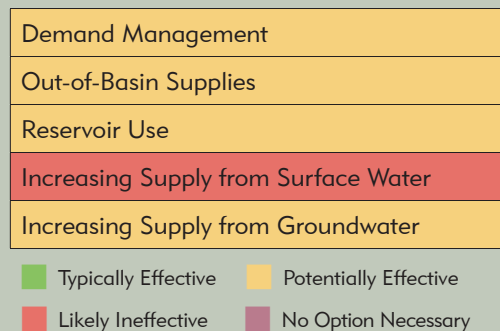 Demand Management
Out-of-Basin Supplies
Reservoir Use
Increasing Supply from Surface Water
Increasing Supply from Groundwater
Typically Effective Potentially Effective
Likely Ineffective No Option Necessary